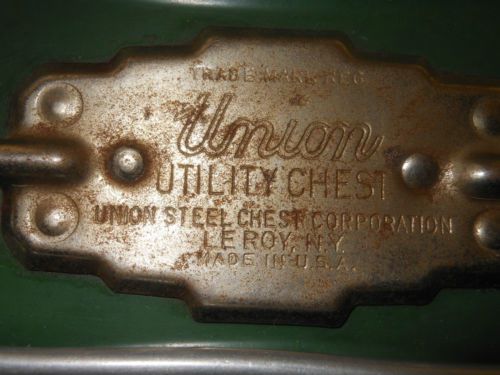 TRADE MARK REG
Union
UTILITY CHEST
UNION STEEL CHEST CORPORATION
LE ROY, N.Y.
MADE IN U.S.A.